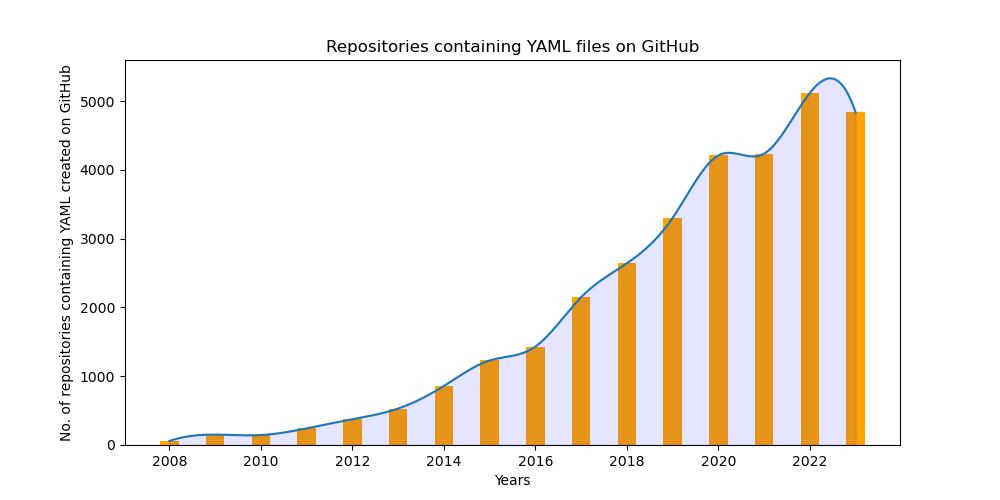 Repositories containing YAML files on GitHub
No. of repositories containing YAML created on GitHub
5000
4000
3000
2000
1000
0
2008 2010 2012 2014 2016 2018 2020 2022
Years